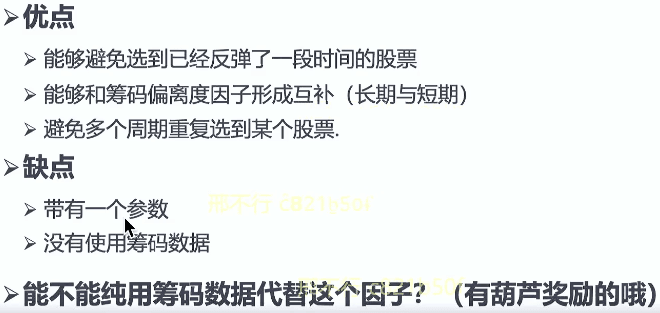 ➢优点
➢ 能够避免选到已经反弹了一段时间的股票
➢ 能够和筹码偏离度因子形成互补（长期与短期）
➢ 避免多个周期重复选到某个股票.
➢缺点
➢ 带有一个参数
➢ 没有使用筹码数据
➢能不能纯用筹码数据代替这个因子？（有葫芦奖励的哦）